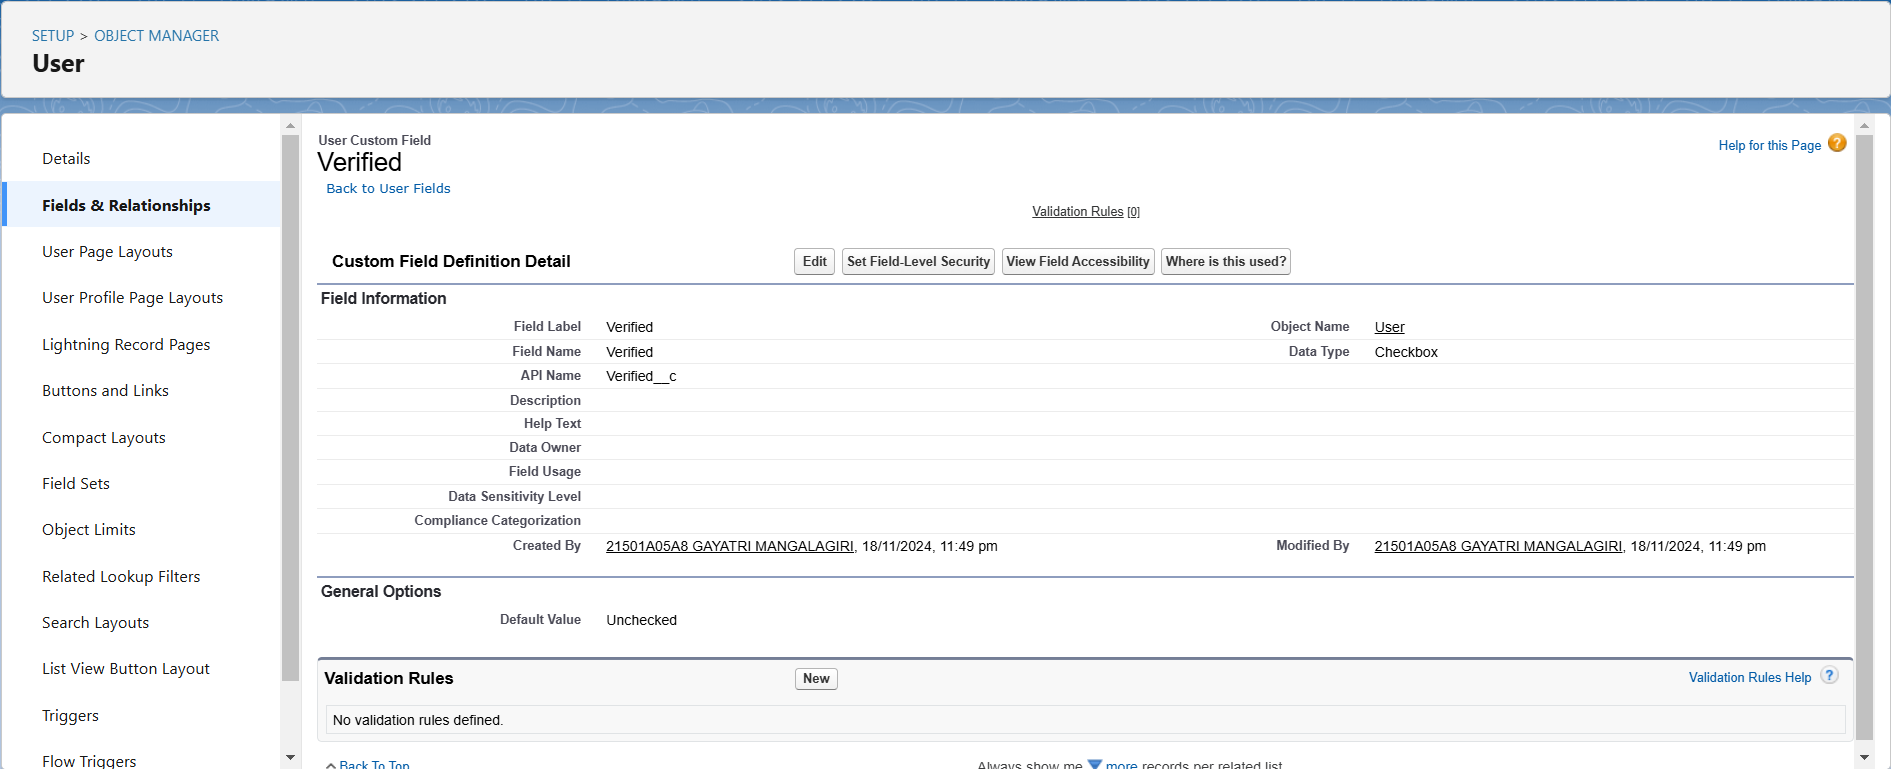 SETUP > OBJECT MANAGER
User
Details
Fields & Relationships
User Page Layouts
User Profile Page Layouts
Lightning Record Pages
Buttons and Links
Compact Layouts
Field Sets
Object Limits
Related Lookup Filters
Search Layouts
List View Button Layout
Triggers
Flow Triggers
User Custom Field
Verified
Back to User Fields
Help for this Page ?
Validation Rules [0]
Custom Field Definition Detail Edit Set Field-Level Security View Field Accessibility Where is this used?
Field Information
Field Label Verified Object Name User
Field Name Verified Data Type Checkbox
API Name Verified__c
Description
Help Text
Data Owner
Field Usage
Data Sensitivity Level
Compliance Categorization
Created By 21501A05A8 GAYATRI MANGALAGIRI, 18/11/2024, 11:49 pm Modified By 21501A05A8 GAYATRI MANGALAGIRI, 18/11/2024, 11:49 pm
General Options
Default Value Unchecked
Validation Rules New Validation Rules Help ?
No validation rules defined.
Back To Top Always show me more records per related list